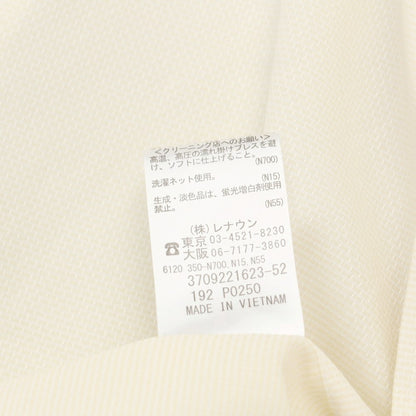 <クリーニング店へのお願い>
高温、高圧の流れ掛けプレスを避
け、ソフトに仕上げること。
(N700)
洗濯ネット使用。 (N15)
生成・淡色品は、蛍光増白剤使用
禁止。 (N55)
(株) レナウン
☎東京 03-4521-8230
大阪 06-7177-3860
6120 350-N700、N15、N55
3709221623-52
192 P0250
MADE IN VIETNAM